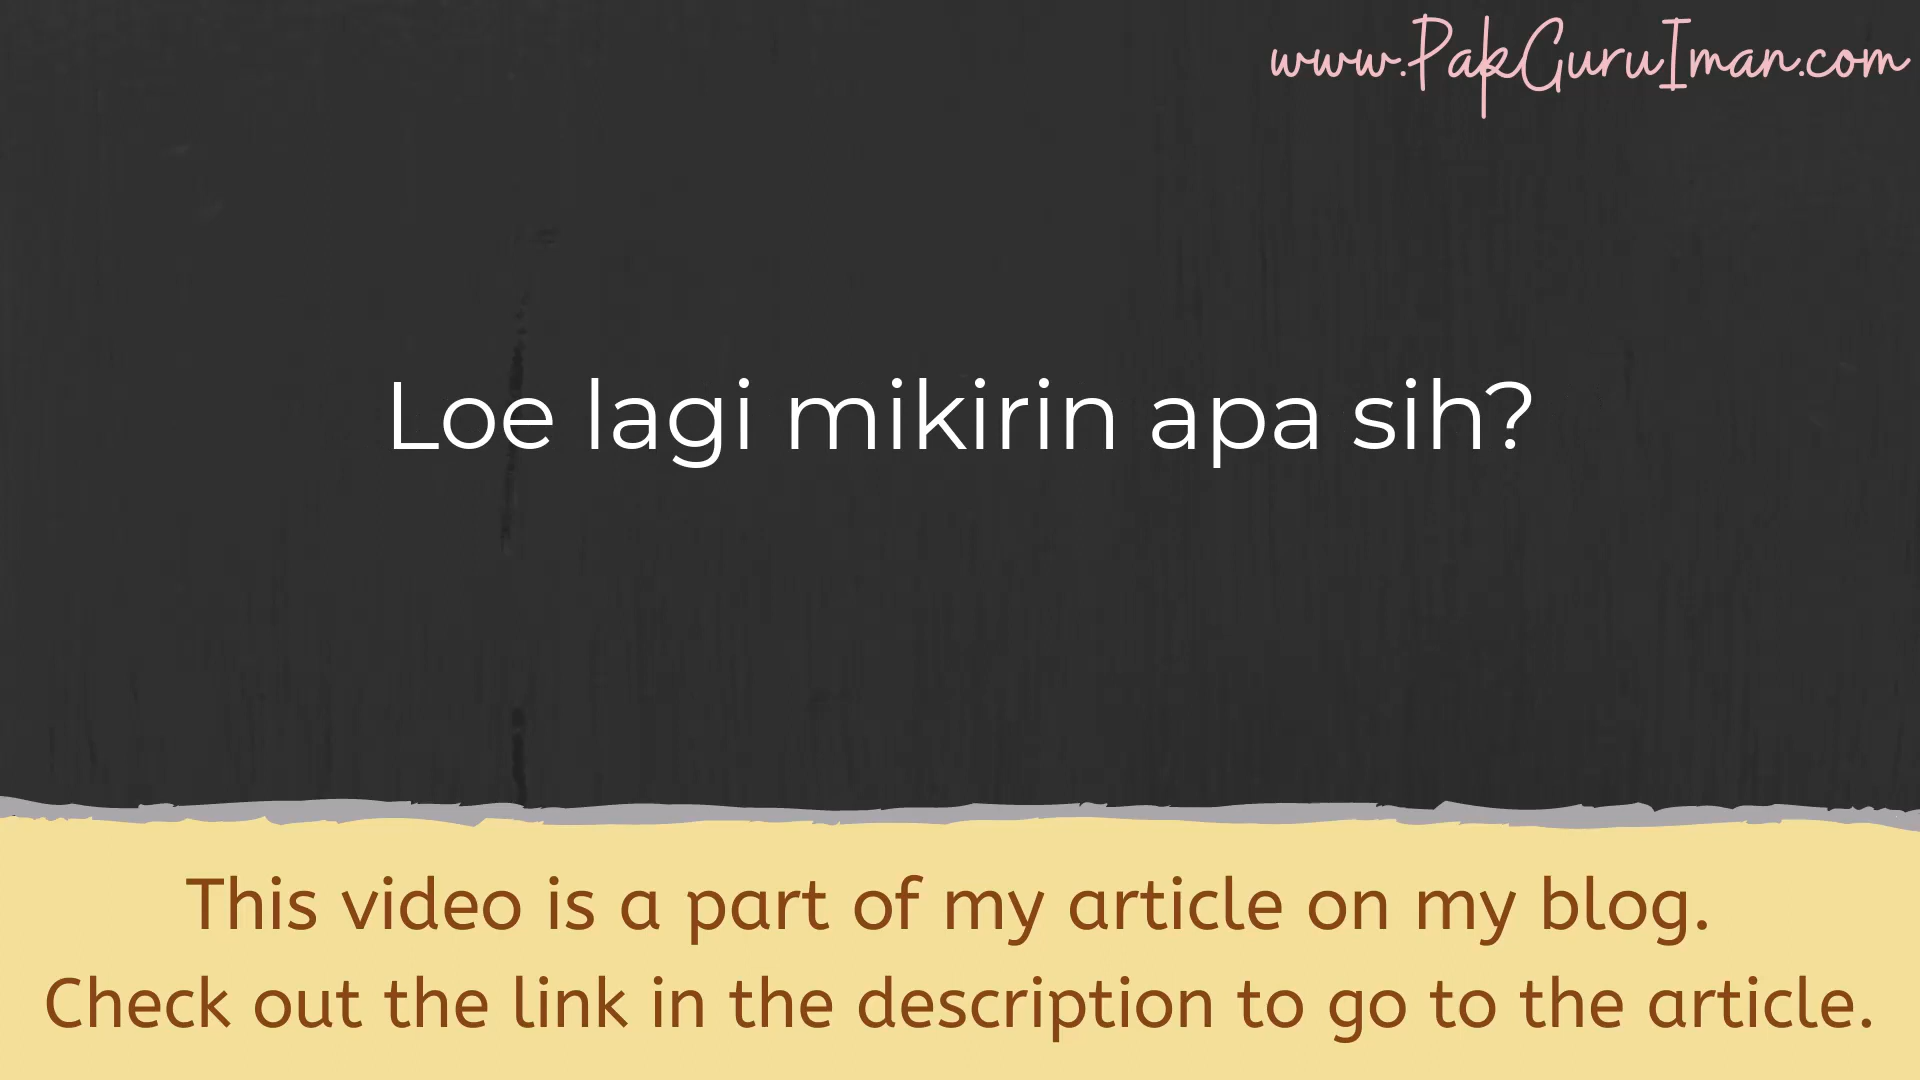 www.PakGuruIman.com
Loe lagi mikirin apa sih?
This video is a part of my article on my blog.
Check out the link in the description to go to the article.